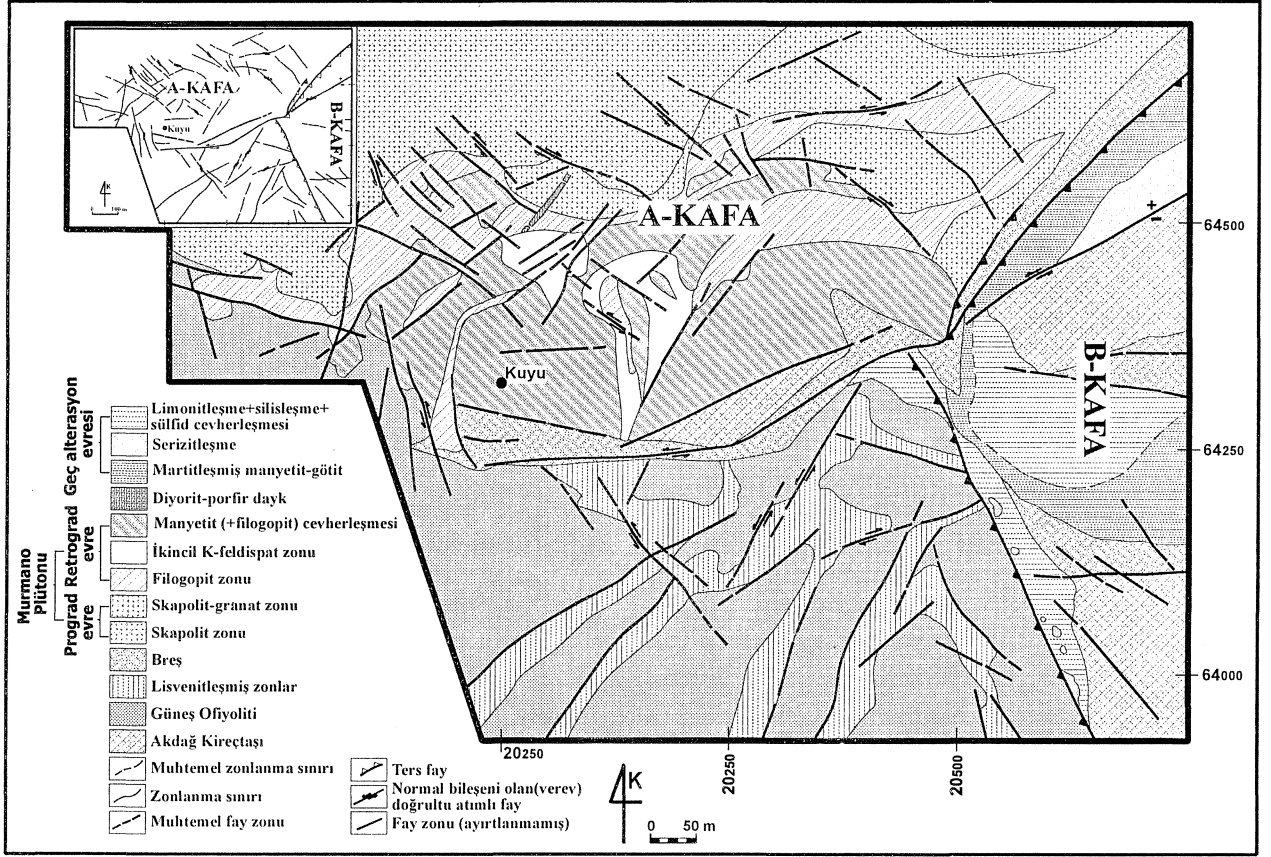 A-KAFA
B-KAFA
Kuyu
K
0 100 m
A-KAFA
B-KAFA
Kuyu
64500
64250
64000
20250
20250
20500
Murmano Plütonu
Prograd evre
Retrograd evre
Geç alterasyon evresi
Limonitleşme+silisleşme+
sülfid cevherleşmesi
Serizitleşme
Martitleşmiş manyetit-götit
Diyorit-porfir dayk
Manyetit (+filogopit) cevherleşmesi
İkincil K-feldispat zonu
Filogopit zonu
Skapolit-granat zonu
Skapolit zonu
Breş
Lisvenitleşmiş zonlar
Güneş Ofiyoliti
Akdağ Kireçtaşı
Muhtemel zonlanma sınırı
Zonlanma sınırı
Muhtemel fay zonu
Ters fay
Normal bileşeni olan(verev)
doğrultu atımlı fay
Fay zonu (ayırtlanmamış)
K
0 50 m